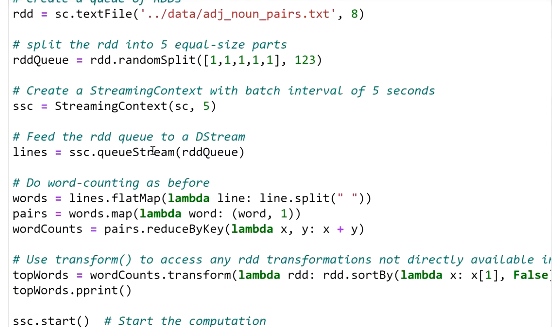 # Create a queue of RDDs
rdd = sc.textFile('../data/adj_noun_pairs.txt', 8)
# split the rdd into 5 equal-size parts
rddQueue = rdd.randomSplit([1,1,1,1,1], 123)
# Create a StreamingContext with batch interval of 5 seconds
ssc = StreamingContext(sc, 5)
# Feed the rdd queue to a DStream
lines = ssc.queueStream(rddQueue)
# Do word-counting as before
words = lines.flatMap(lambda line: line.split(" "))
pairs = words.map(lambda word: (word, 1))
wordCounts = pairs.reduceByKey(lambda x, y: x + y)
# Use transform() to access any rdd transformations not directly available in
topWords = wordCounts.transform(lambda rdd: rdd.sortBy(lambda x: x[1], False
topWords.pprint()
ssc.start()  # Start the computation